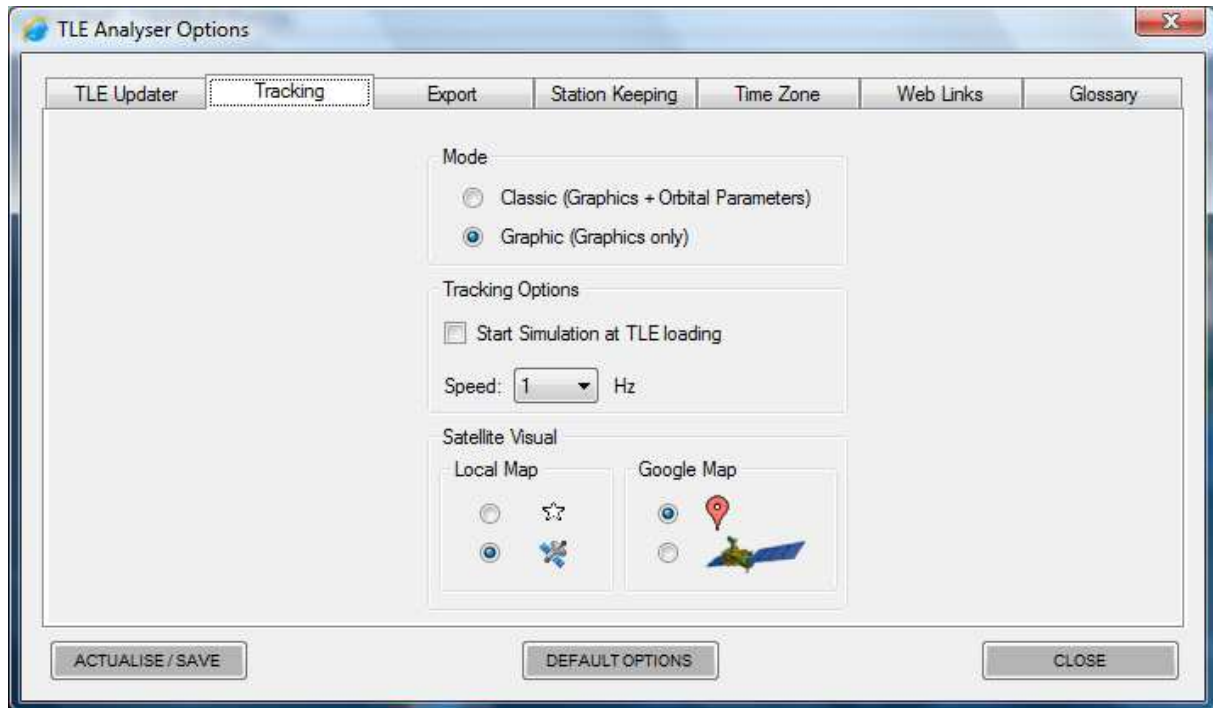 TLE Analyser Options
TLE Updater Tracking Export Station Keeping Time Zone Web Links Glossary
Mode
Classic (Graphics + Orbital Parameters)
Graphic (Graphics only)
Tracking Options
Start Simulation at TLE loading
Speed: 1 Hz
Satellite Visual
Local Map Google Map
ACTUALISE / SAVE DEFAULT OPTIONS CLOSE